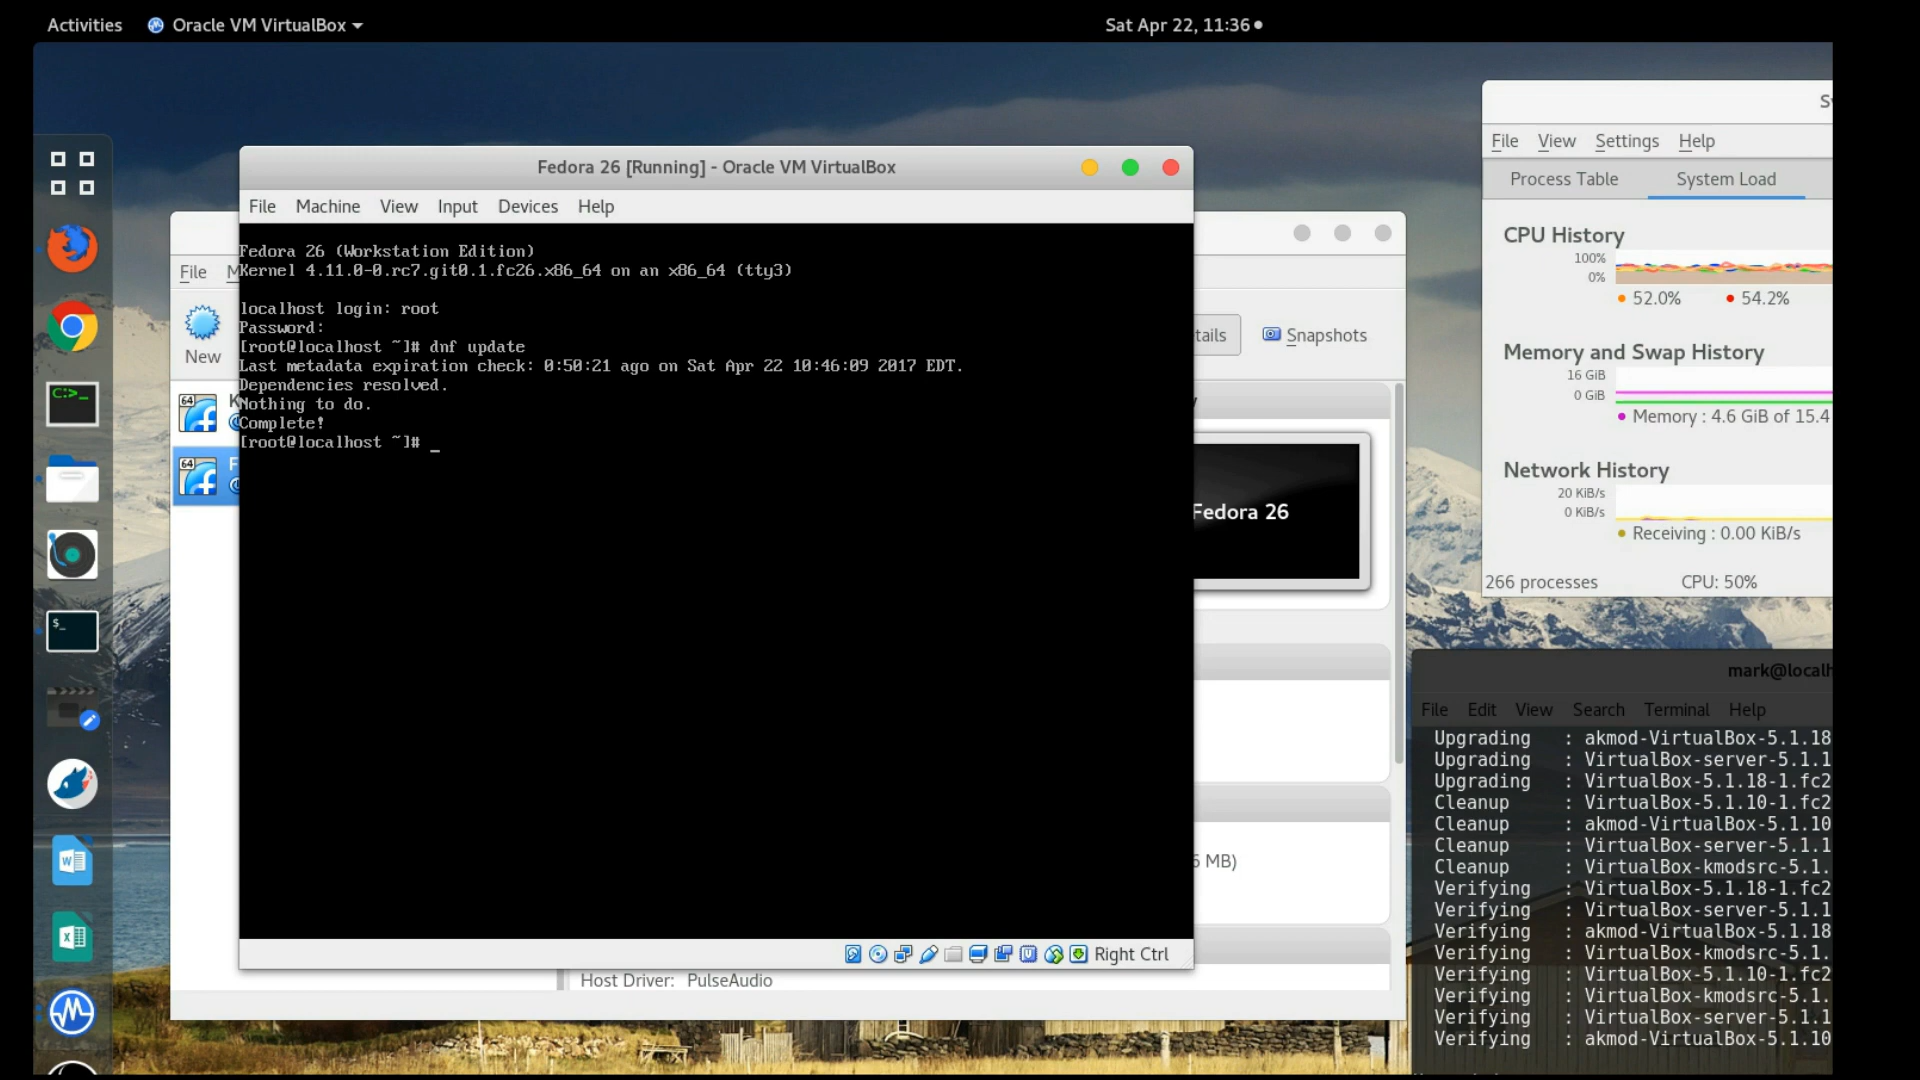 Activities Oracle VM VirtualBox Sat Apr 22, 11:36
Fedora 26 [Running] - Oracle VM VirtualBox
File Machine View Input Devices Help
Fedora 26 (Workstation Edition)
Kernel 4.11.0-0.rc7.git0.1.fc26.x86_64 on an x86_64 (tty3)
localhost login: root
Password:
[root@localhost ~]# dnf update
Last metadata expiration check: 0:50:21 ago on Sat Apr 22 10:46:09 2017 EDT.
Dependencies resolved.
Nothing to do.
Complete!
[root@localhost ~]# _
Right Ctrl
File M
New
64 K
64 F
tails Snapshots
Fedora 26
6 MB)
Host Driver: PulseAudio
File View Settings Help
Process Table System Load
CPU History
100%
0%
52.0% 54.2%
Memory and Swap History
16 GiB
0 GiB
Memory : 4.6 GiB of 15.4
Network History
20 KiB/s
0 KiB/s
Receiving : 0.00 KiB/s
266 processes CPU: 50%
mark@localh
File Edit View Search Terminal Help
Upgrading : akmod-VirtualBox-5.1.18
Upgrading : VirtualBox-server-5.1.1
Upgrading : VirtualBox-5.1.18-1.fc2
Cleanup : VirtualBox-5.1.10-1.fc2
Cleanup : akmod-VirtualBox-5.1.10
Cleanup : VirtualBox-server-5.1.1
Cleanup : VirtualBox-kmodsrc-5.1.
Verifying : VirtualBox-5.1.18-1.fc2
Verifying : VirtualBox-server-5.1.1
Verifying : akmod-VirtualBox-5.1.18
Verifying : VirtualBox-kmodsrc-5.1.
Verifying : VirtualBox-5.1.10-1.fc2
Verifying : VirtualBox-kmodsrc-5.1.
Verifying : VirtualBox-server-5.1.1
Verifying : akmod-VirtualBox-5.1.10
C:>_
$_
W
X